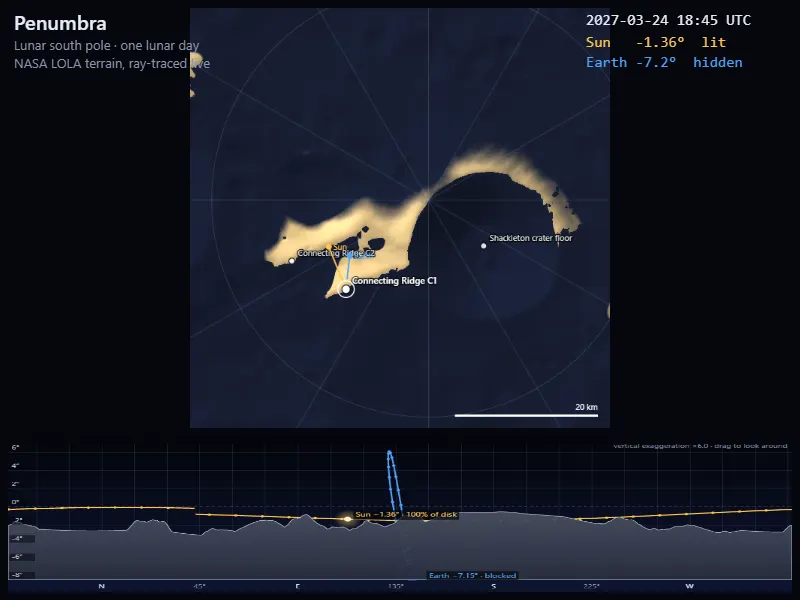 Penumbra
Lunar south pole · one lunar day
NASA LOLA terrain, ray-traced live
2027-03-24 18:45 UTC
Sun -1.36° lit
Earth -7.2° hidden
Shackleton crater floor
Sun
Connecting Ridge C2
Connecting Ridge C1
20 km
vertical exaggeration ×6.0 · drag to look around
6°
4°
2°
0°
-2°
-4°
-6°
-8°
Sun -1.36° · 100% of disk
Earth -7.15° · blocked
N 45° E 135° S 225° W